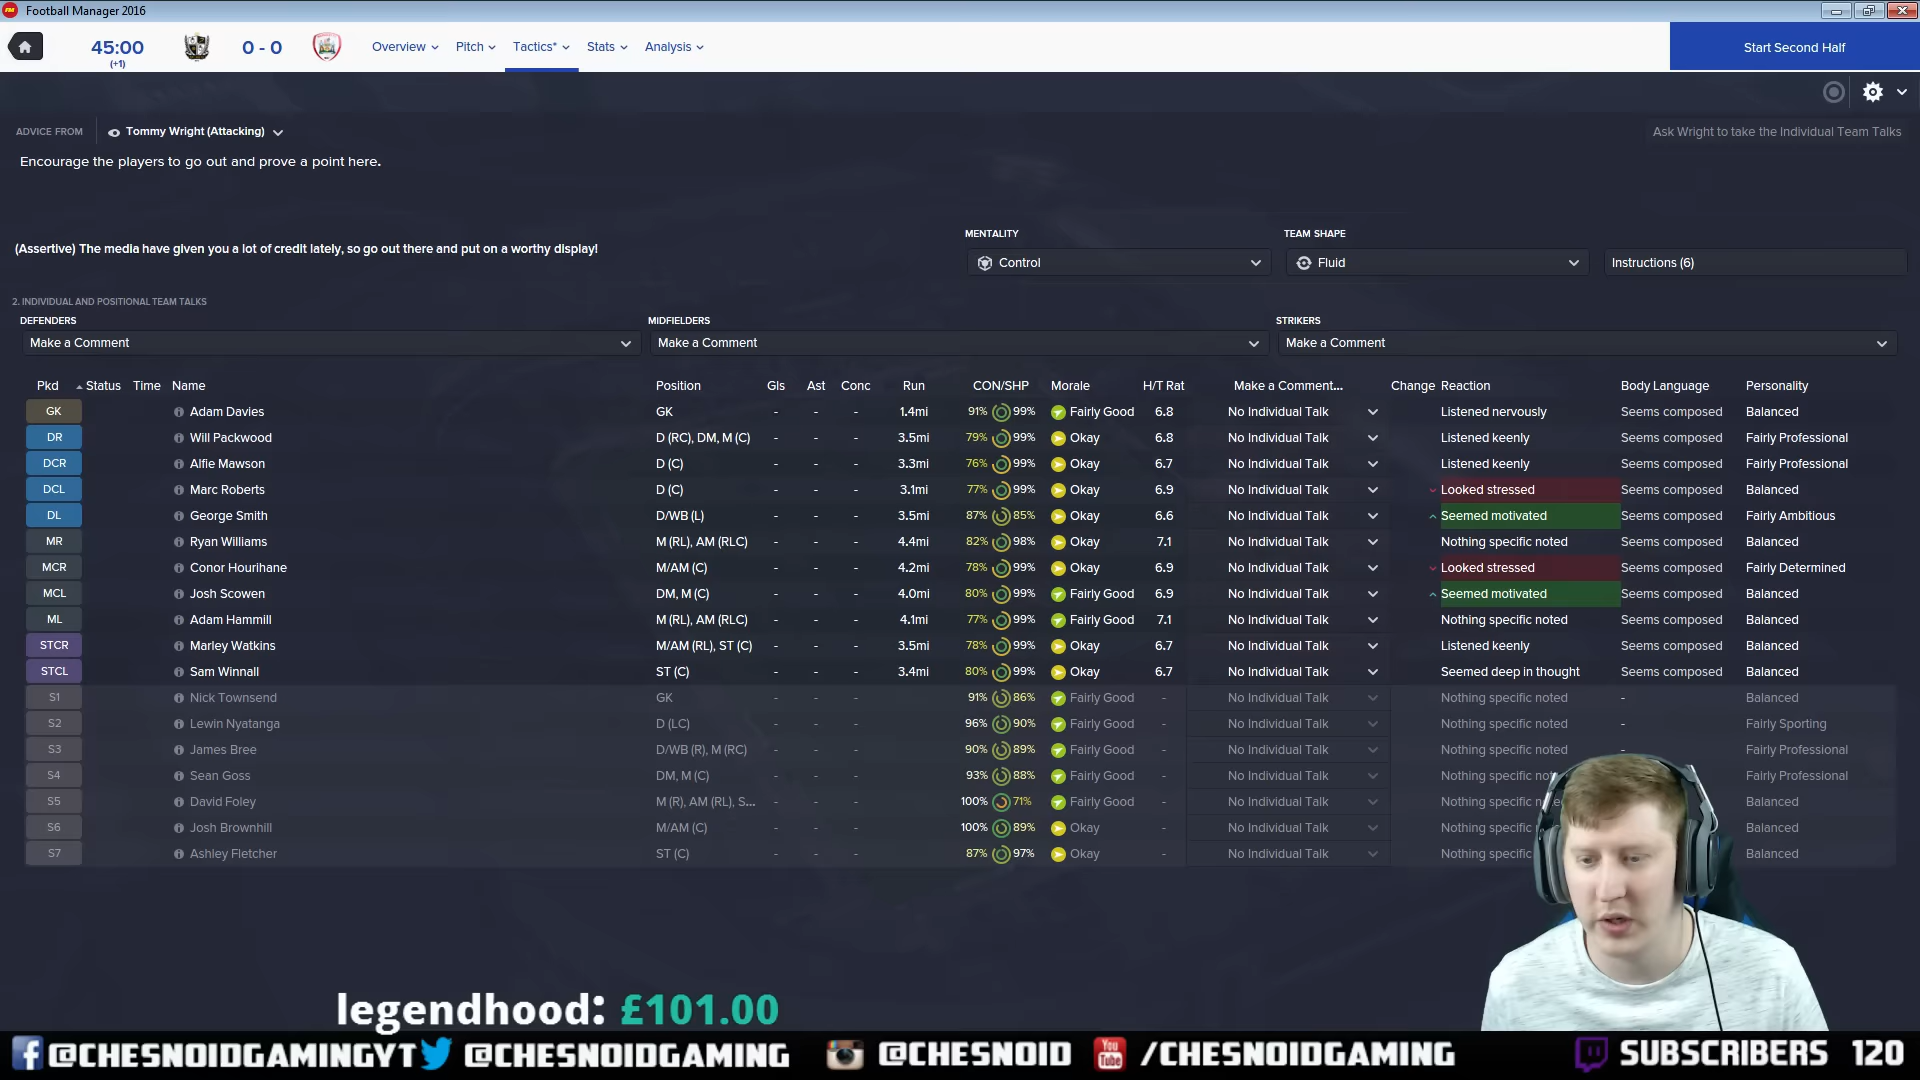 Football Manager 2016
45:00
(+1)
0 - 0
Overview
Pitch
Tactics*
Stats
Analysis
Start Second Half
ADVICE FROM
Tommy Wright (Attacking)
Ask Wright to take the Individual Team Talks
Encourage the players to go out and prove a point here.
MENTALITY
TEAM SHAPE
(Assertive) The media have given you a lot of credit lately, so go out there and put on a worthy display!
Control
Fluid
Instructions (6)
2. INDIVIDUAL AND POSITIONAL TEAM TALKS
DEFENDERS
MIDFIELDERS
STRIKERS
Make a Comment
Make a Comment
Make a Comment
Pkd Status Time Name Position Gls Ast Conc Run CON/SHP Morale H/T Rat Make a Comment... Change Reaction Body Language Personality
GK Adam Davies GK - - - 1.4mi 91% 99% Fairly Good 6.8 No Individual Talk Listened nervously Seems composed Balanced
DR Will Packwood D (RC), DM, M (C) - - - 3.5mi 79% 99% Okay 6.8 No Individual Talk Listened keenly Seems composed Fairly Professional
DCR Alfie Mawson D (C) - - - 3.3mi 76% 99% Okay 6.7 No Individual Talk Listened keenly Seems composed Fairly Professional
DCL Marc Roberts D (C) - - - 3.1mi 77% 99% Okay 6.9 No Individual Talk Looked stressed Seems composed Balanced
DL George Smith D/WB (L) - - - 3.5mi 87% 85% Okay 6.6 No Individual Talk Seemed motivated Seems composed Fairly Ambitious
MR Ryan Williams M (RL), AM (RLC) - - - 4.4mi 82% 98% Okay 7.1 No Individual Talk Nothing specific noted Seems composed Balanced
MCR Conor Hourihane M/AM (C) - - - 4.2mi 78% 99% Okay 6.9 No Individual Talk Looked stressed Seems composed Fairly Determined
MCL Josh Scowen DM, M (C) - - - 4.0mi 80% 99% Fairly Good 6.9 No Individual Talk Seemed motivated Seems composed Balanced
ML Adam Hammill M (RL), AM (RLC) - - - 4.1mi 77% 99% Fairly Good 7.1 No Individual Talk Nothing specific noted Seems composed Balanced
STCR Marley Watkins M/AM (RL), ST (C) - - - 3.5mi 78% 99% Okay 6.7 No Individual Talk Listened keenly Seems composed Balanced
STCL Sam Winnall ST (C) - - - 3.4mi 80% 99% Okay 6.7 No Individual Talk Seemed deep in thought Seems composed Balanced
S1 Nick Townsend GK - - - 91% 86% Fairly Good - No Individual Talk Nothing specific noted - Balanced
S2 Lewin Nyatanga D (LC) - - - 96% 90% Fairly Good - No Individual Talk Nothing specific noted - Fairly Sporting
S3 James Bree D/WB (R), M (RC) - - - 90% 89% Fairly Good - No Individual Talk Nothing specific noted - Fairly Professional
S4 Sean Goss DM, M (C) - - - 93% 88% Fairly Good - No Individual Talk Nothing specific Fairly Professional
S5 David Foley M (R), AM (RL), S... - - - 100% 71% Fairly Good - No Individual Talk Nothing specific Balanced
S6 Josh Brownhill M/AM (C) - - - 100% 89% Okay - No Individual Talk Nothing specific Balanced
S7 Ashley Fletcher ST (C) - - - 87% 97% Okay - No Individual Talk Nothing specific Balanced
legendhood: £101.00
f @CHESNOIDGAMINGYT @CHESNOIDGAMING @CHESNOID You Tube /CHESNOIDGAMING SUBSCRIBERS 120